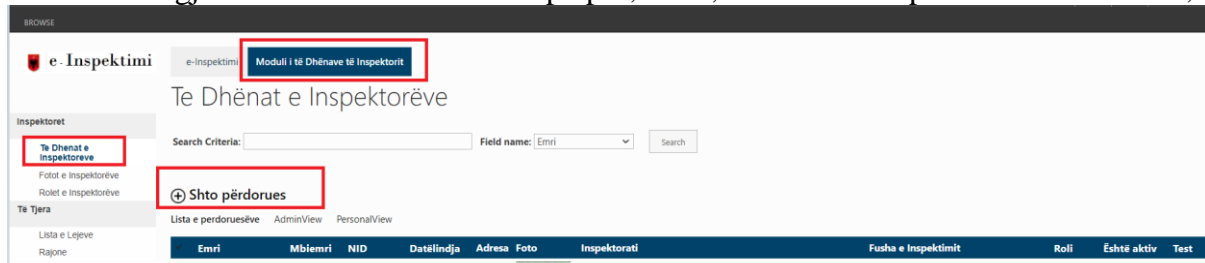 BROWSE
e-Inspektimi
e-Inspektimi Moduli i të Dhënave të Inspektorit
Te Dhënat e Inspektorëve
Inspektoret
Search Criteria: Field name: Emri Search
Te Dhenat e
Inspektoreve
Fotot e Inspektorëve
Rolet e Inspektorëve
Shto përdorues
Të Tjera
Lista e perdoruesëve AdminView PersonalView
Lista e Lejeve
Rajone
Emri Mbiemri NID Datëlindja Adresa Foto Inspektorati Fusha e Inspektimit Roli Është aktiv Test